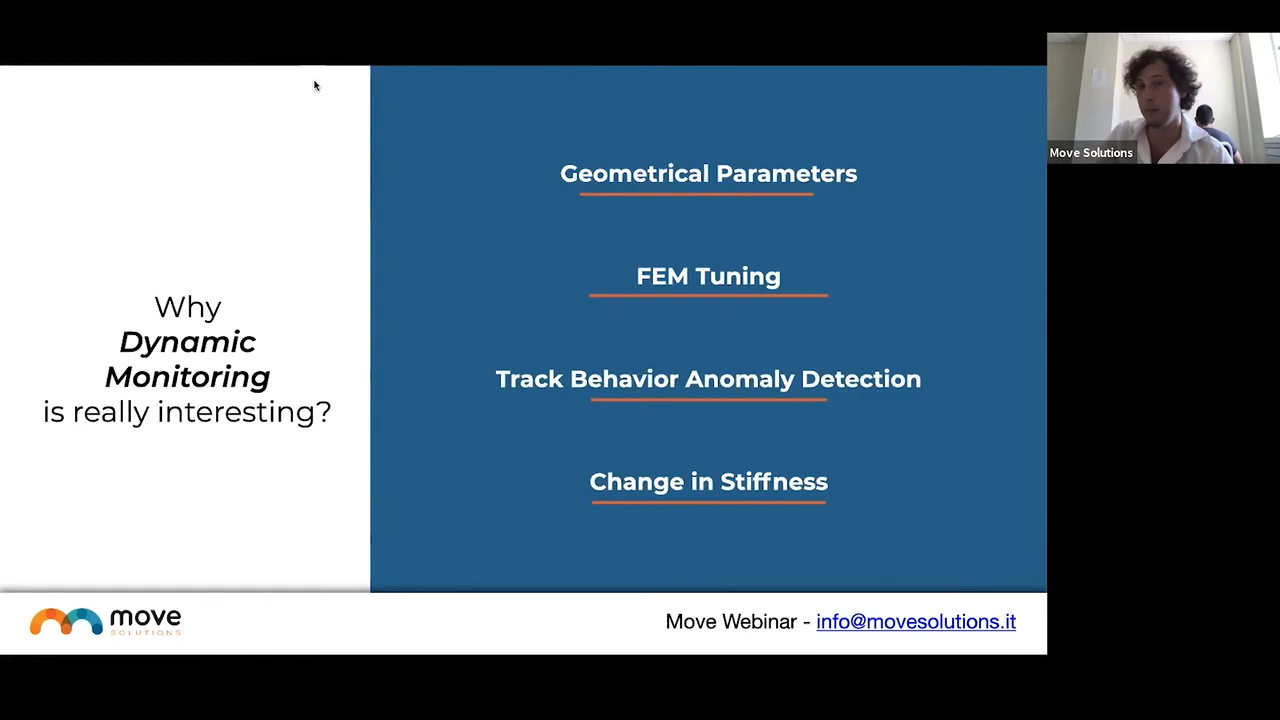 Why
Dynamic
Monitoring
is really interesting?
Geometrical Parameters
FEM Tuning
Track Behavior Anomaly Detection
Change in Stiffness
Move Solutions
move
SOLUTIONS
Move Webinar - info@movesolutions.it